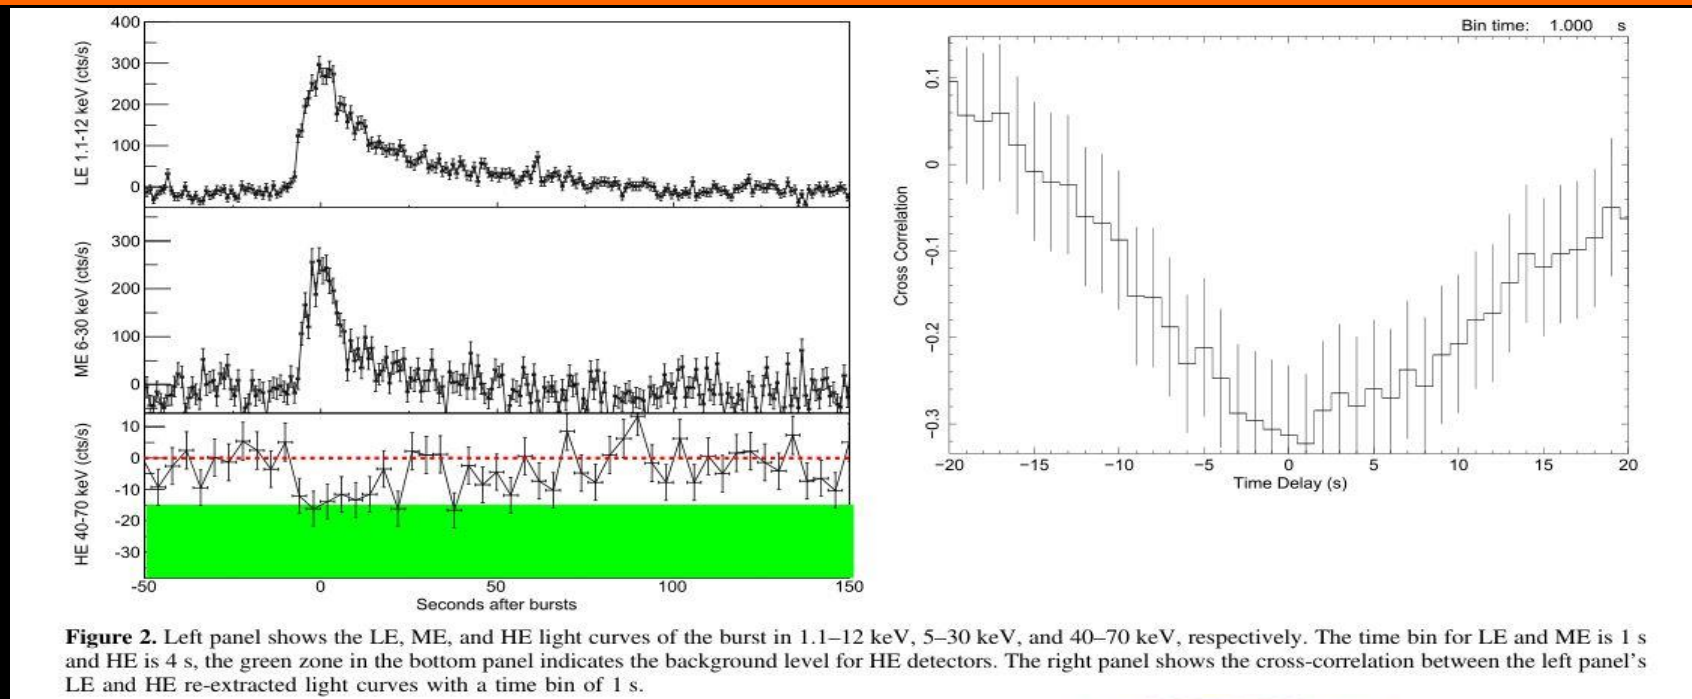 Bin time: 1.000 s
LE 1.1-12 keV (cts/s)
400
300
200
100
0
ME 6-30 keV (cts/s)
300
200
100
0
HE 40-70 keV (cts/s)
10
0
-10
-20
-30
-50 0 50 100 150
Seconds after bursts
Cross Correlation
0.1
0
−0.1
−0.2
−0.3
−20 −15 −10 −5 0 5 10 15 20
Time Delay (s)
Figure 2. Left panel shows the LE, ME, and HE light curves of the burst in 1.1–12 keV, 5–30 keV, and 40–70 keV, respectively. The time bin for LE and ME is 1 s
and HE is 4 s, the green zone in the bottom panel indicates the background level for HE detectors. The right panel shows the cross-correlation between the left panel's
LE and HE re-extracted light curves with a time bin of 1 s.